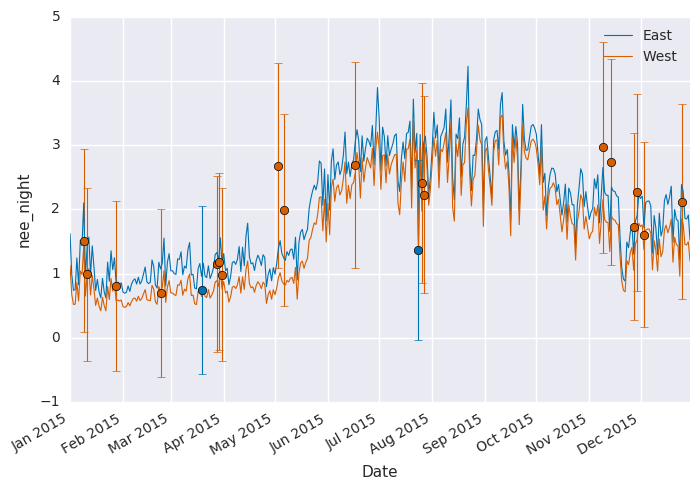 5
4
3
2
1
0
−1
nee_night
East
West
Jan 2015
Feb 2015
Mar 2015
Apr 2015
May 2015
Jun 2015
Jul 2015
Aug 2015
Sep 2015
Oct 2015
Nov 2015
Dec 2015
Date